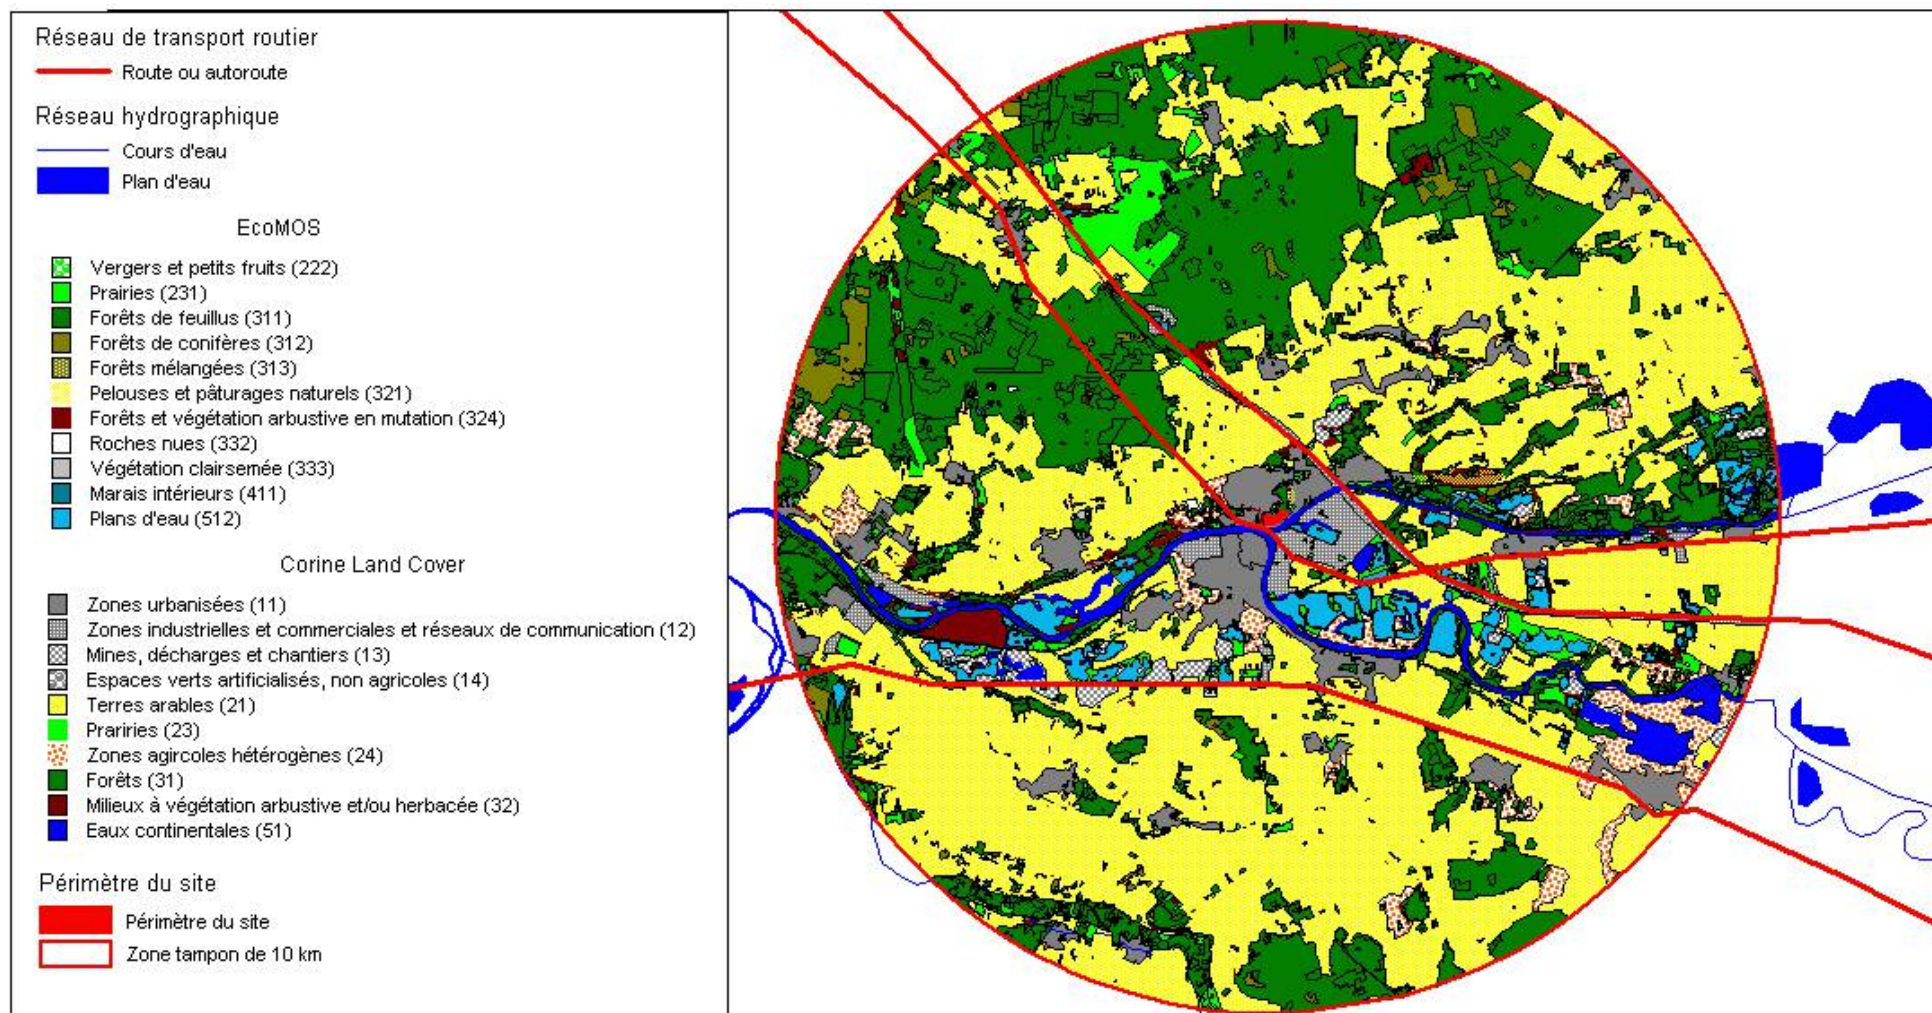 Réseau de transport routier
Route ou autoroute
Réseau hydrographique
Cours d'eau
Plan d'eau
EcoMOS
Vergers et petits fruits (222)
Prairies (231)
Forêts de feuillus (311)
Forêts de conifères (312)
Forêts mélangées (313)
Pelouses et pâturages naturels (321)
Forêts et végétation arbustive en mutation (324)
Roches nues (332)
Végétation clairsemée (333)
Marais intérieurs (411)
Plans d'eau (512)
Corine Land Cover
Zones urbanisées (11)
Zones industrielles et commerciales et réseaux de communication (12)
Mines, décharges et chantiers (13)
Espaces verts artificialisés, non agricoles (14)
Terres arables (21)
Prariries (23)
Zones agircoles hétérogènes (24)
Forêts (31)
Milieux à végétation arbustive et/ou herbacée (32)
Eaux continentales (51)
Périmètre du site
Périmètre du site
Zone tampon de 10 km